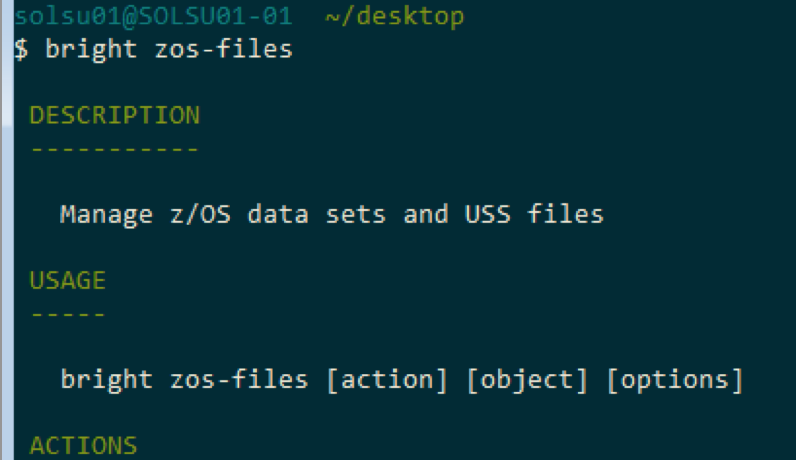 solsu01@SOLSU01-01 ~/desktop
$ bright zos-files
DESCRIPTION
-----------
Manage z/OS data sets and USS files
USAGE
-----
bright zos-files [action] [object] [options]
ACTIONS